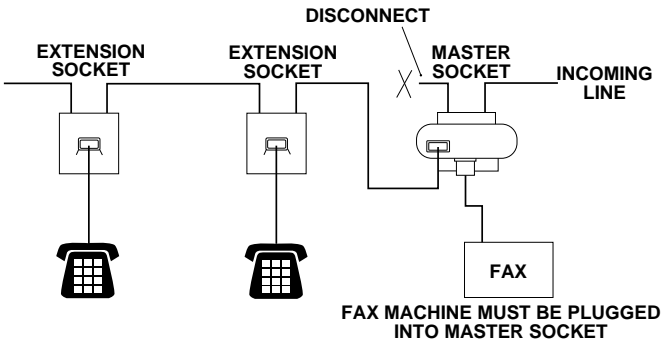 DISCONNECT
EXTENSION
SOCKET
EXTENSION
SOCKET
MASTER
SOCKET
INCOMING
LINE
FAX
FAX MACHINE MUST BE PLUGGED
INTO MASTER SOCKET